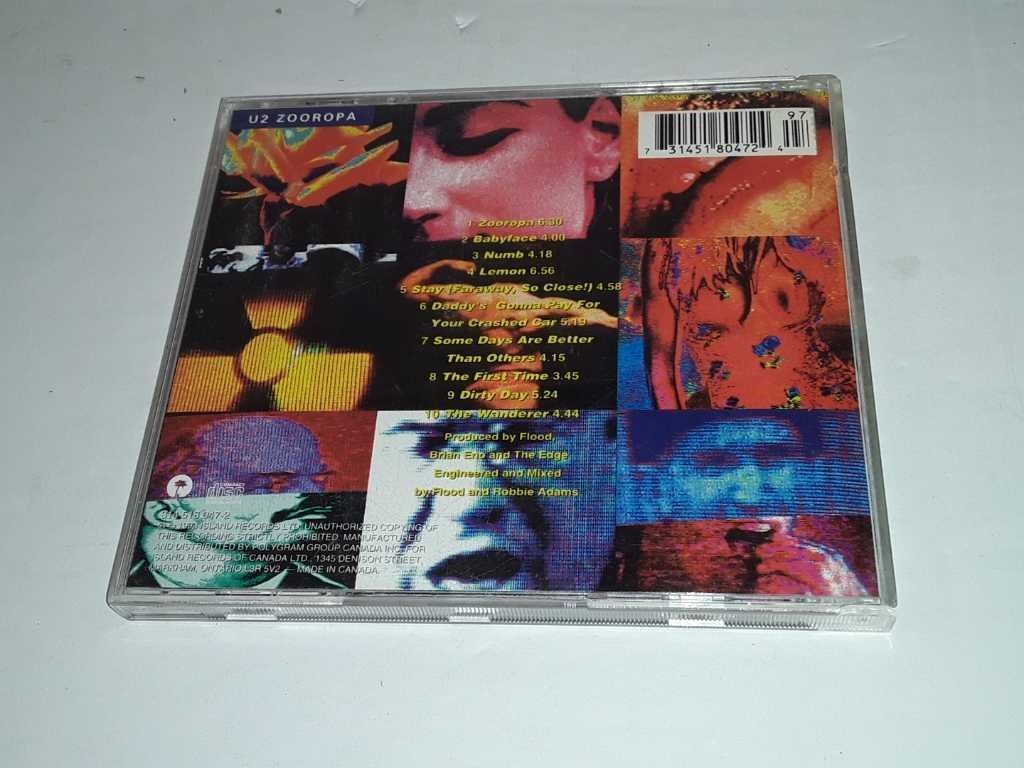 U2 ZOOROPA
97
7 31451 80472 4
1 Zooropa 6.30
2 Babyface 4.00
3 Numb 4.18
4 Lemon 6.56
5 Stay (Faraway, So Close!) 4.58
6 Daddy's Gonna Pay For
Your Crashed Car 5.19
7 Some Days Are Better
Than Others 4.15
8 The First Time 3.45
9 Dirty Day 5.24
10 The Wanderer 4.44
Produced by Flood,
Brian Eno and The Edge
Engineered and Mixed
by Flood and Robbie Adams
COMPACT
disc
047-2
ISLAND RECORDS LTD. UNAUTHORIZED COPYING OF
THIS RECORDING STRICTLY PROHIBITED. MANUFACTURED
AND DISTRIBUTED BY POLYGRAM GROUP CANADA INC. FOR
ISLAND RECORDS OF CANADA LTD., 1345 DENISON STREET,
MARKHAM, ONTARIO L3R 5V2 — MADE IN CANADA.